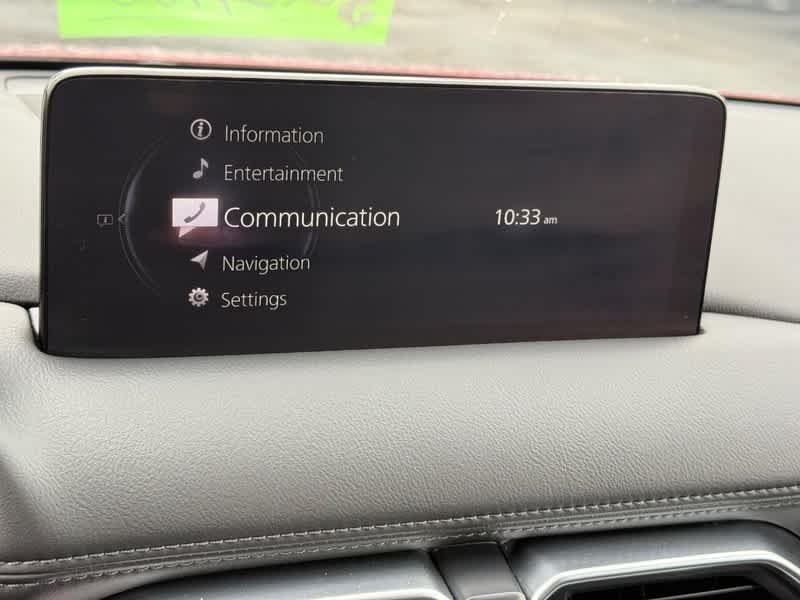 Information
Entertainment
Communication 10:33 am
Navigation
Settings